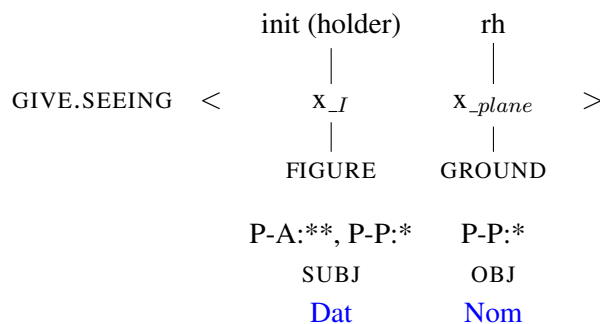 init (holder) rh
GIVE.SEEING < x_I x_plane >
FIGURE GROUND
P-A:**, P-P:* P-P:*
SUBJ OBJ
Dat Nom